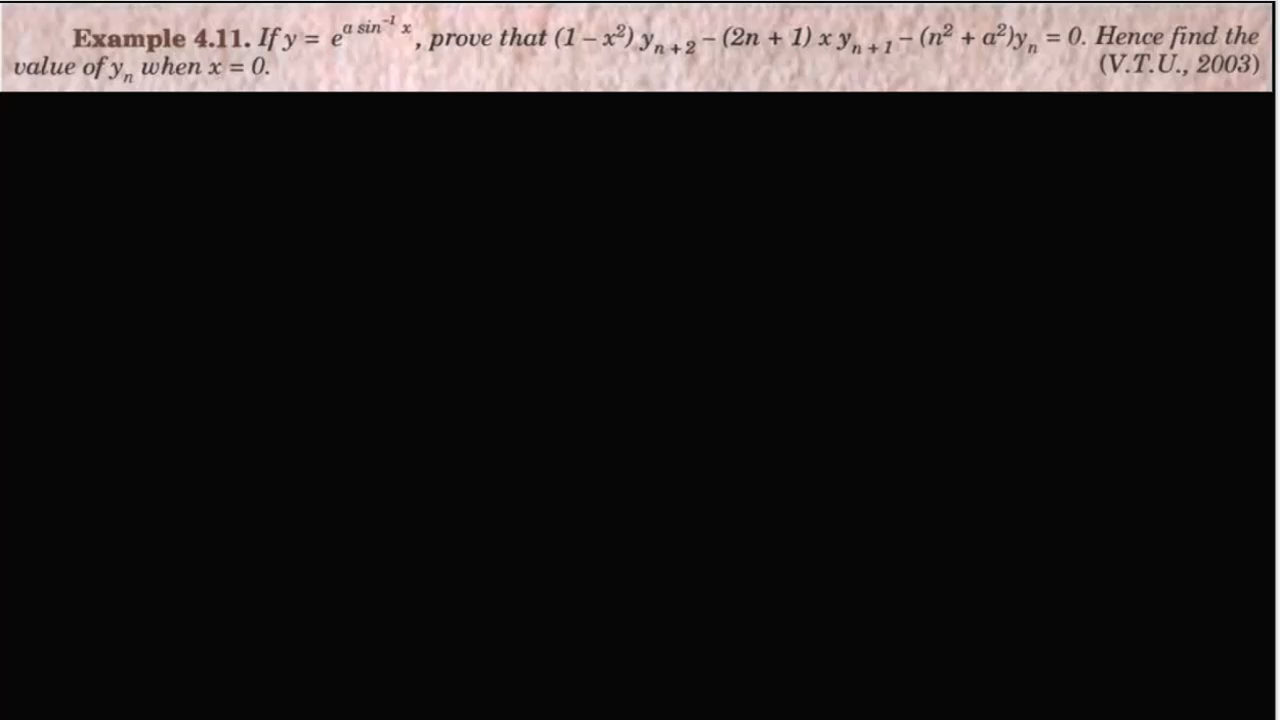 Example 4.11. If y = e^{a sin^{-1} x}, prove that (1 – x²) y_{n+2} – (2n + 1) x y_{n+1} – (n² + a²)y_n = 0. Hence find the
value of y_n when x = 0. (V.T.U., 2003)